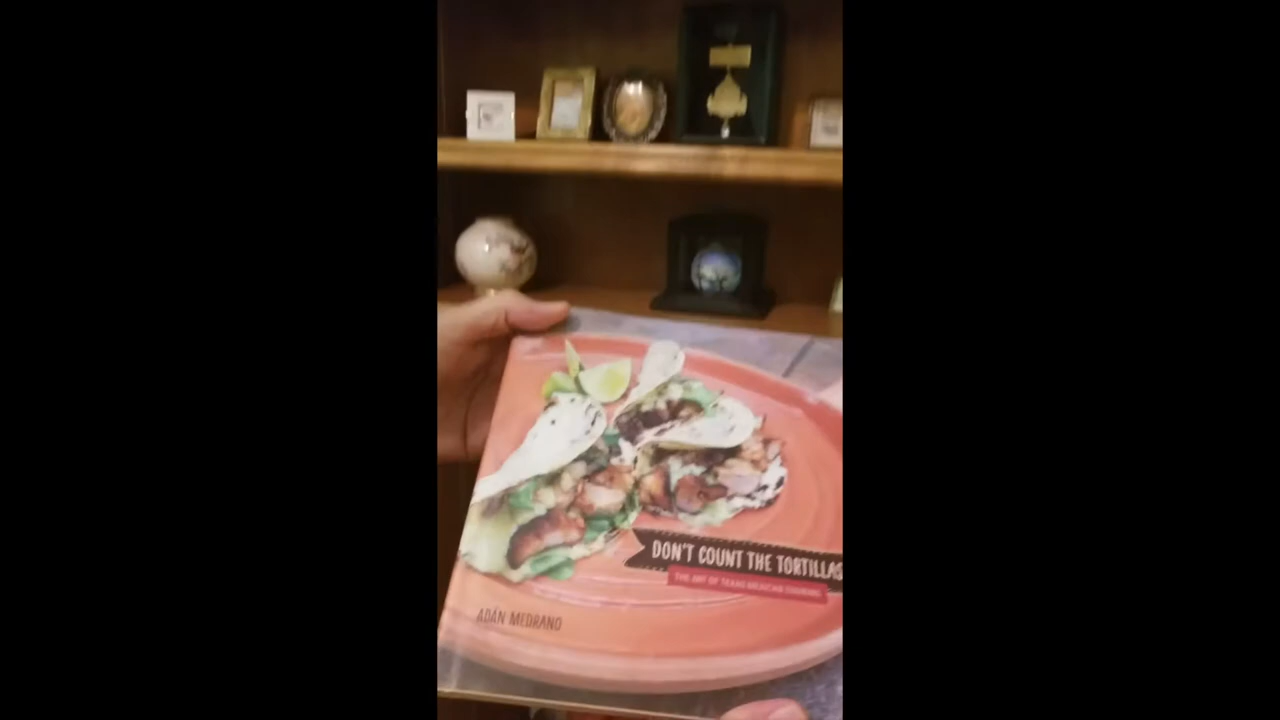 DON'T COUNT THE TORTILLAS
THE ART OF TEXAS MEXICAN COOKING
ADÁN MEDRANO